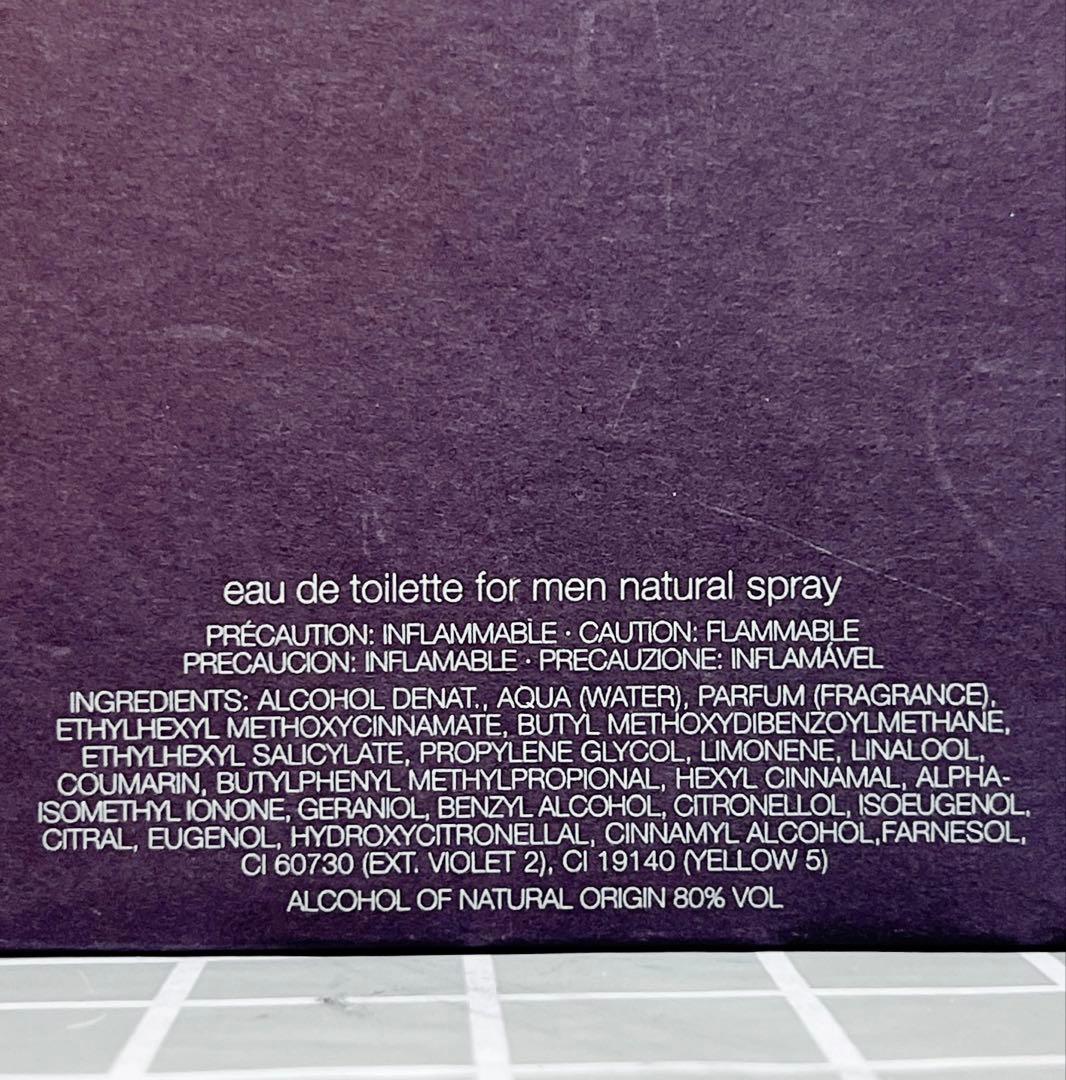 eau de toilette for men natural spray
PRÉCAUTION: INFLAMMABLE · CAUTION: FLAMMABLE
PRECAUCION: INFLAMABLE · PRECAUZIONE: INFLAMÁVEL
INGREDIENTS: ALCOHOL DENAT., AQUA (WATER), PARFUM (FRAGRANCE),
ETHYLHEXYL METHOXYCINNAMATE, BUTYL METHOXYDIBENZOYLMETHANE,
ETHYLHEXYL SALICYLATE, PROPYLENE GLYCOL, LIMONENE, LINALOOL,
COUMARIN, BUTYLPHENYL METHYLPROPIONAL, HEXYL CINNAMAL, ALPHA-
ISOMETHYL IONONE, GERANIOL, BENZYL ALCOHOL, CITRONELLOL, ISOEUGENOL,
CITRAL, EUGENOL, HYDROXYCITRONELLAL, CINNAMYL ALCOHOL,FARNESOL,
CI 60730 (EXT. VIOLET 2), CI 19140 (YELLOW 5)
ALCOHOL OF NATURAL ORIGIN 80% VOL